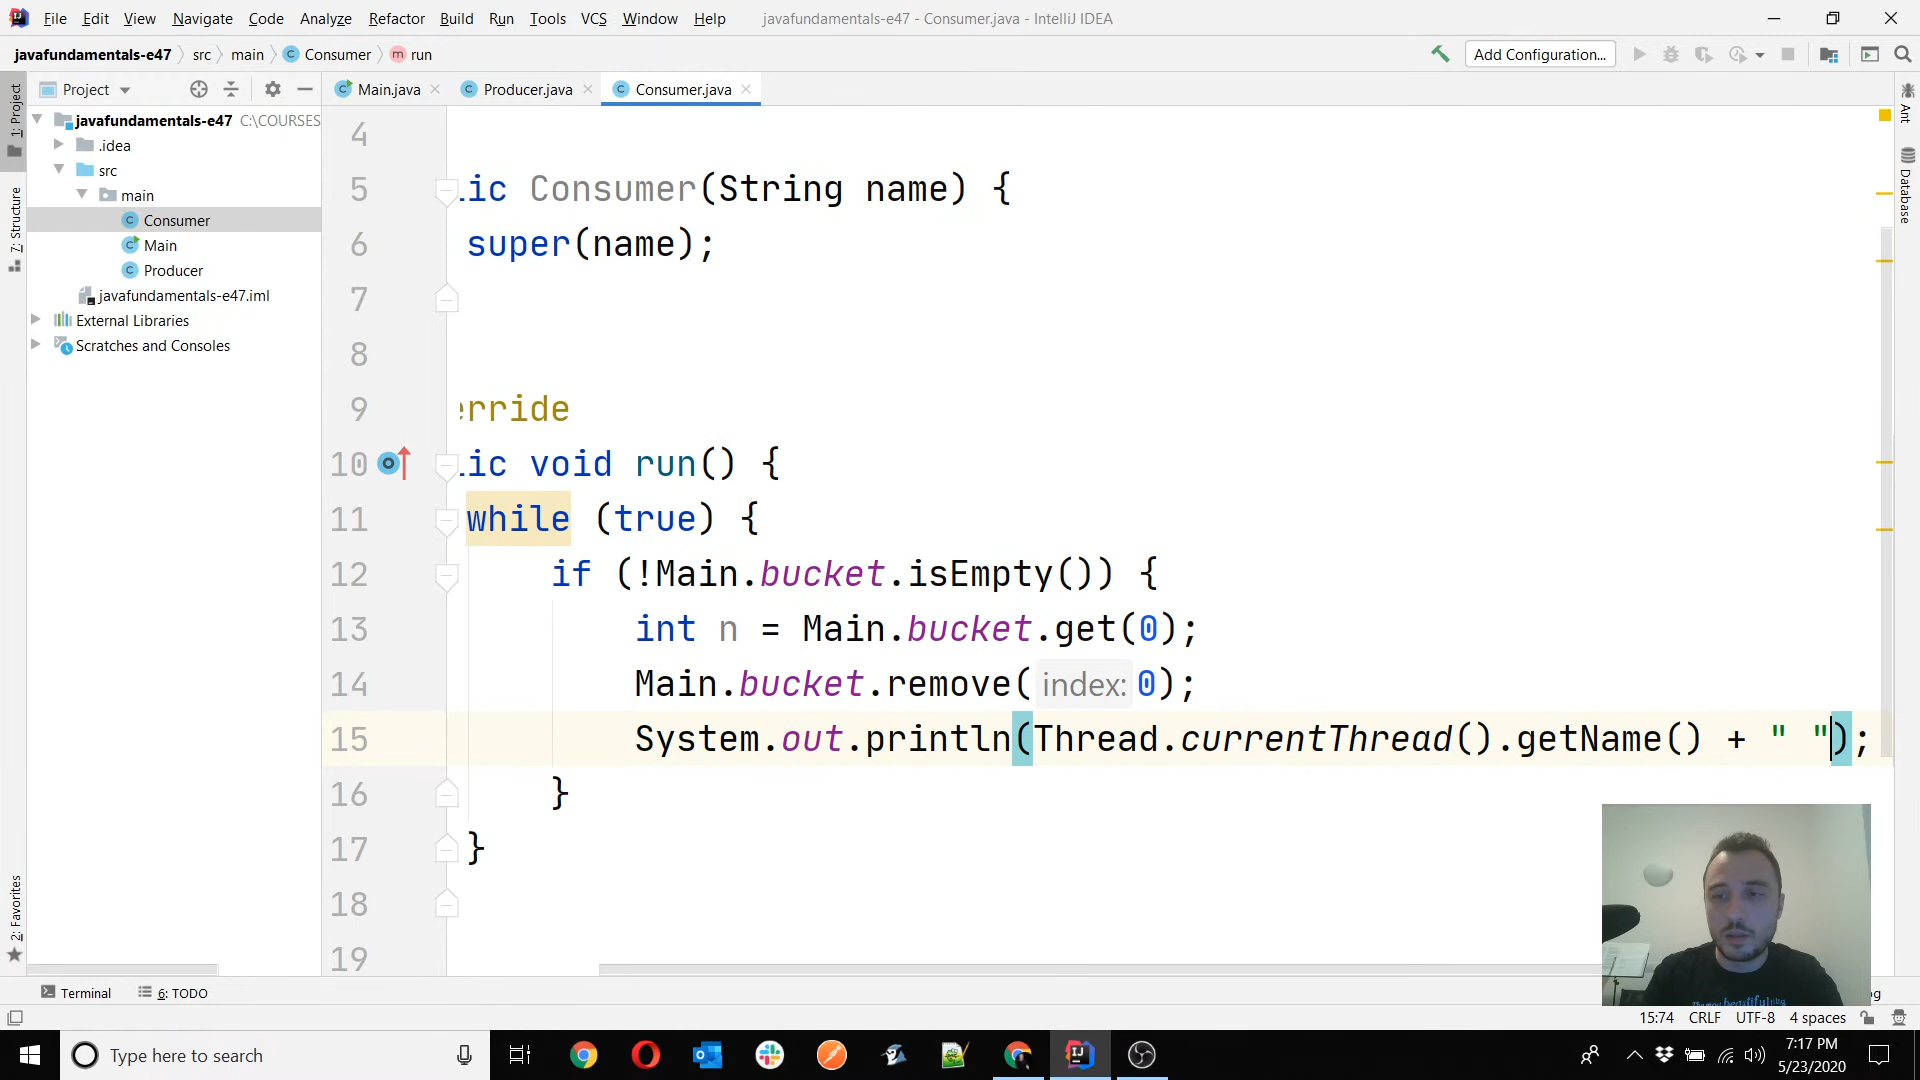 File Edit View Navigate Code Analyze Refactor Build Run Tools VCS Window Help javafundamentals-e47 - Consumer.java - IntelliJ IDEA
javafundamentals-e47 src main Consumer run Add Configuration...
Project Main.java Producer.java Consumer.java
1: Project
7: Structure
2: Favorites
Ant
Database
javafundamentals-e47 C:\COURSES
.idea
src
main
Consumer
Main
Producer
javafundamentals-e47.iml
External Libraries
Scratches and Consoles
4
5 lic Consumer(String name) {
6 super(name);
7
8
9 erride
10 lic void run() {
11 while (true) {
12 if (!Main.bucket.isEmpty()) {
13 int n = Main.bucket.get(0);
14 Main.bucket.remove( index: 0);
15 System.out.println(Thread.currentThread().getName() + " ");
16 }
17 }
18
19
Terminal 6: TODO
15:74 CRLF UTF-8 4 spaces
Type here to search
7:17 PM
5/23/2020